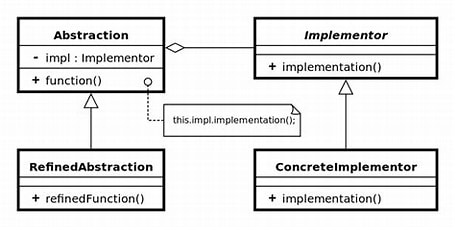 Abstraction
- impl : Implementor
+ function()
Implementor
+ implementation()
this.impl.implementation();
RefinedAbstraction
+ refinedFunction()
ConcreteImplementor
+ implementation()